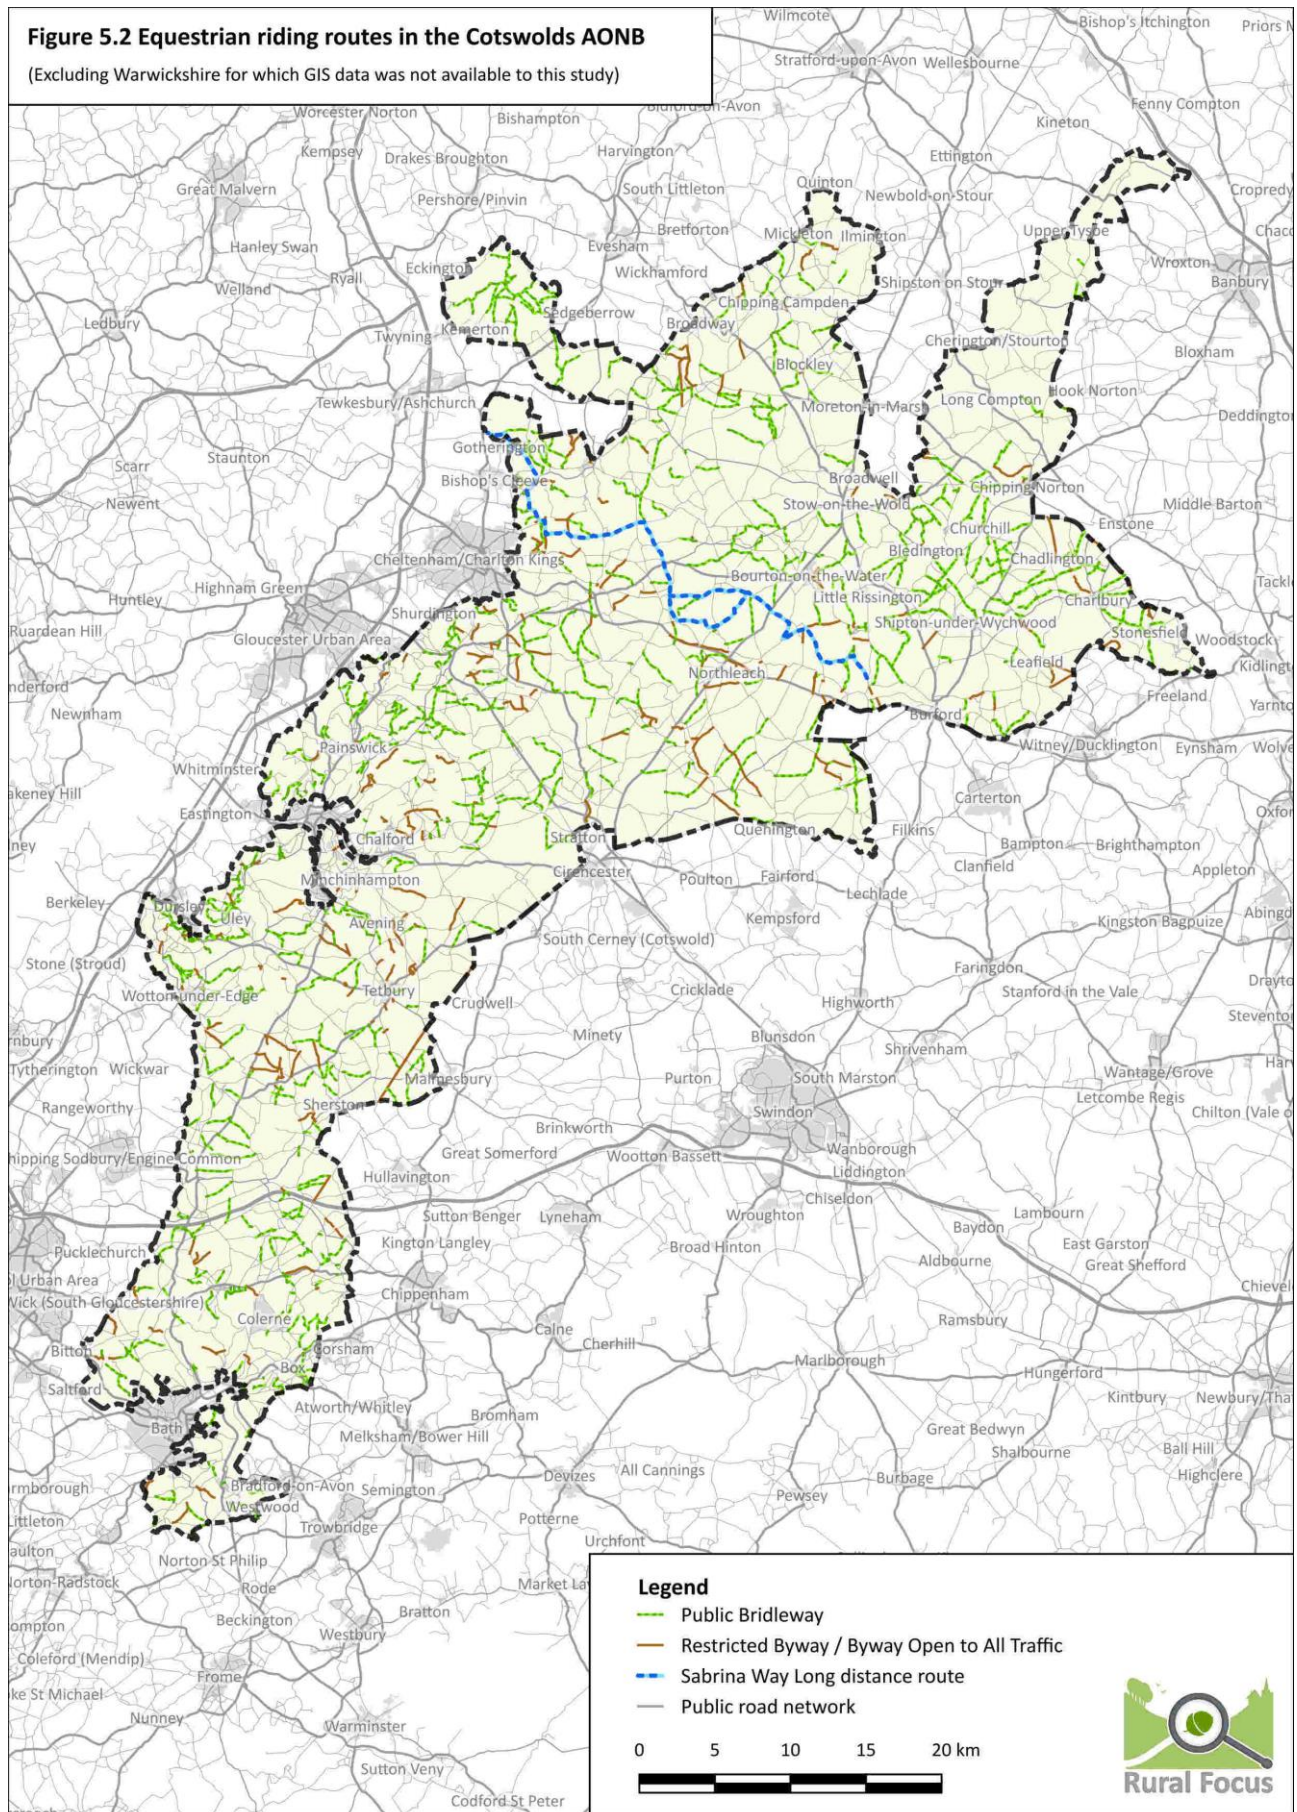 Figure 5.2 Equestrian riding routes in the Cotswolds AONB
(Excluding Warwickshire for which GIS data was not available to this study)
Wilmcote
Bishop's Itchington
Stratford-upon-Avon
Wellesbourne
Fenny Compton
Worcester Norton
Bishampton
Kineton
Kempsey
Drakes Broughton
Harvington
Ettington
Great Malvern
South Littleton
Quinton
Newbold-on-Stour
Cropredy
Pershore/Pinvin
Bretforton
Mickleton
Ilmington
Upper Tysoe
Hanley Swan
Evesham
Eckington
Wickhamford
Wroxton
Ryall
Welland
Shipston on Stour
Banbury
Chipping Campden
Sedgeberrow
Ledbury
Kemerton
Broadway
Twyning
Cherington/Stourton
Bloxham
Blockley
Hook Norton
Tewkesbury/Ashchurch
Long Compton
Deddington
Gotherington
Staunton
Scarr
Bishop's Cleeve
Broadwell
Chipping Norton
Newent
Stow-on-the-Wold
Middle Barton
Churchill
Enstone
Bledington
Chadlington
Cheltenham/Charlton Kings
Bourton-on-the-Water
Highnam Green
Little Rissington
Charlbury
Huntley
Shurdington
Shipton-under-Wychwood
Ruardean Hill
Gloucester Urban Area
Stonesfield
Woodstock
Leafield
Northleach
Freeland
Newnham
Burford
Painswick
Witney/Ducklington
Eynsham
Whitminster
Carterton
Eastington
Chalford
Stratton
Quenington
Filkins
Bampton
Brighthampton
Cirencester
Clanfield
Minchinhampton
Poulton
Fairford
Appleton
Berkeley
Dursley
Lechlade
Uley
Avening
Kempsford
Kingston Bagpuize
South Cerney (Cotswold)
Stone (Stroud)
Faringdon
Tetbury
Cricklade
Stanford in the Vale
Wotton-under-Edge
Crudwell
Highworth
Minety
Blunsdon
Shrivenham
Tytherington
Wickwar
Malmesbury
Purton
South Marston
Wantage/Grove
Letcombe Regis
Rangeworthy
Sherston
Swindon
Brinkworth
Great Somerford
Wootton Bassett
Wanborough
Liddington
Hullavington
Chiseldon
Sutton Benger
Lyneham
Wroughton
Lambourn
Baydon
Kington Langley
Broad Hinton
East Garston
Pucklechurch
Aldbourne
Great Shefford
Chippenham
Wick (South Gloucestershire)
Colerne
Ramsbury
Calne
Cherhill
Bitton
Corsham
Marlborough
Box
Hungerford
Saltford
Kintbury
Atworth/Whitley
Bromham
Bath
Great Bedwyn
Melksham/Bower Hill
Shalbourne
Ball Hill
All Cannings
Devizes
Burbage
Highclere
Bradford-on-Avon
Semington
Pewsey
Westwood
Potterne
Trowbridge
Urchfont
Norton St Philip
Rode
Beckington
Bratton
Westbury
Coleford (Mendip)
Frome
Nunney
Warminster
Sutton Veny
Codford St Peter
Legend
Public Bridleway
Restricted Byway / Byway Open to All Traffic
Sabrina Way Long distance route
Public road network
0 5 10 15 20 km
Rural Focus